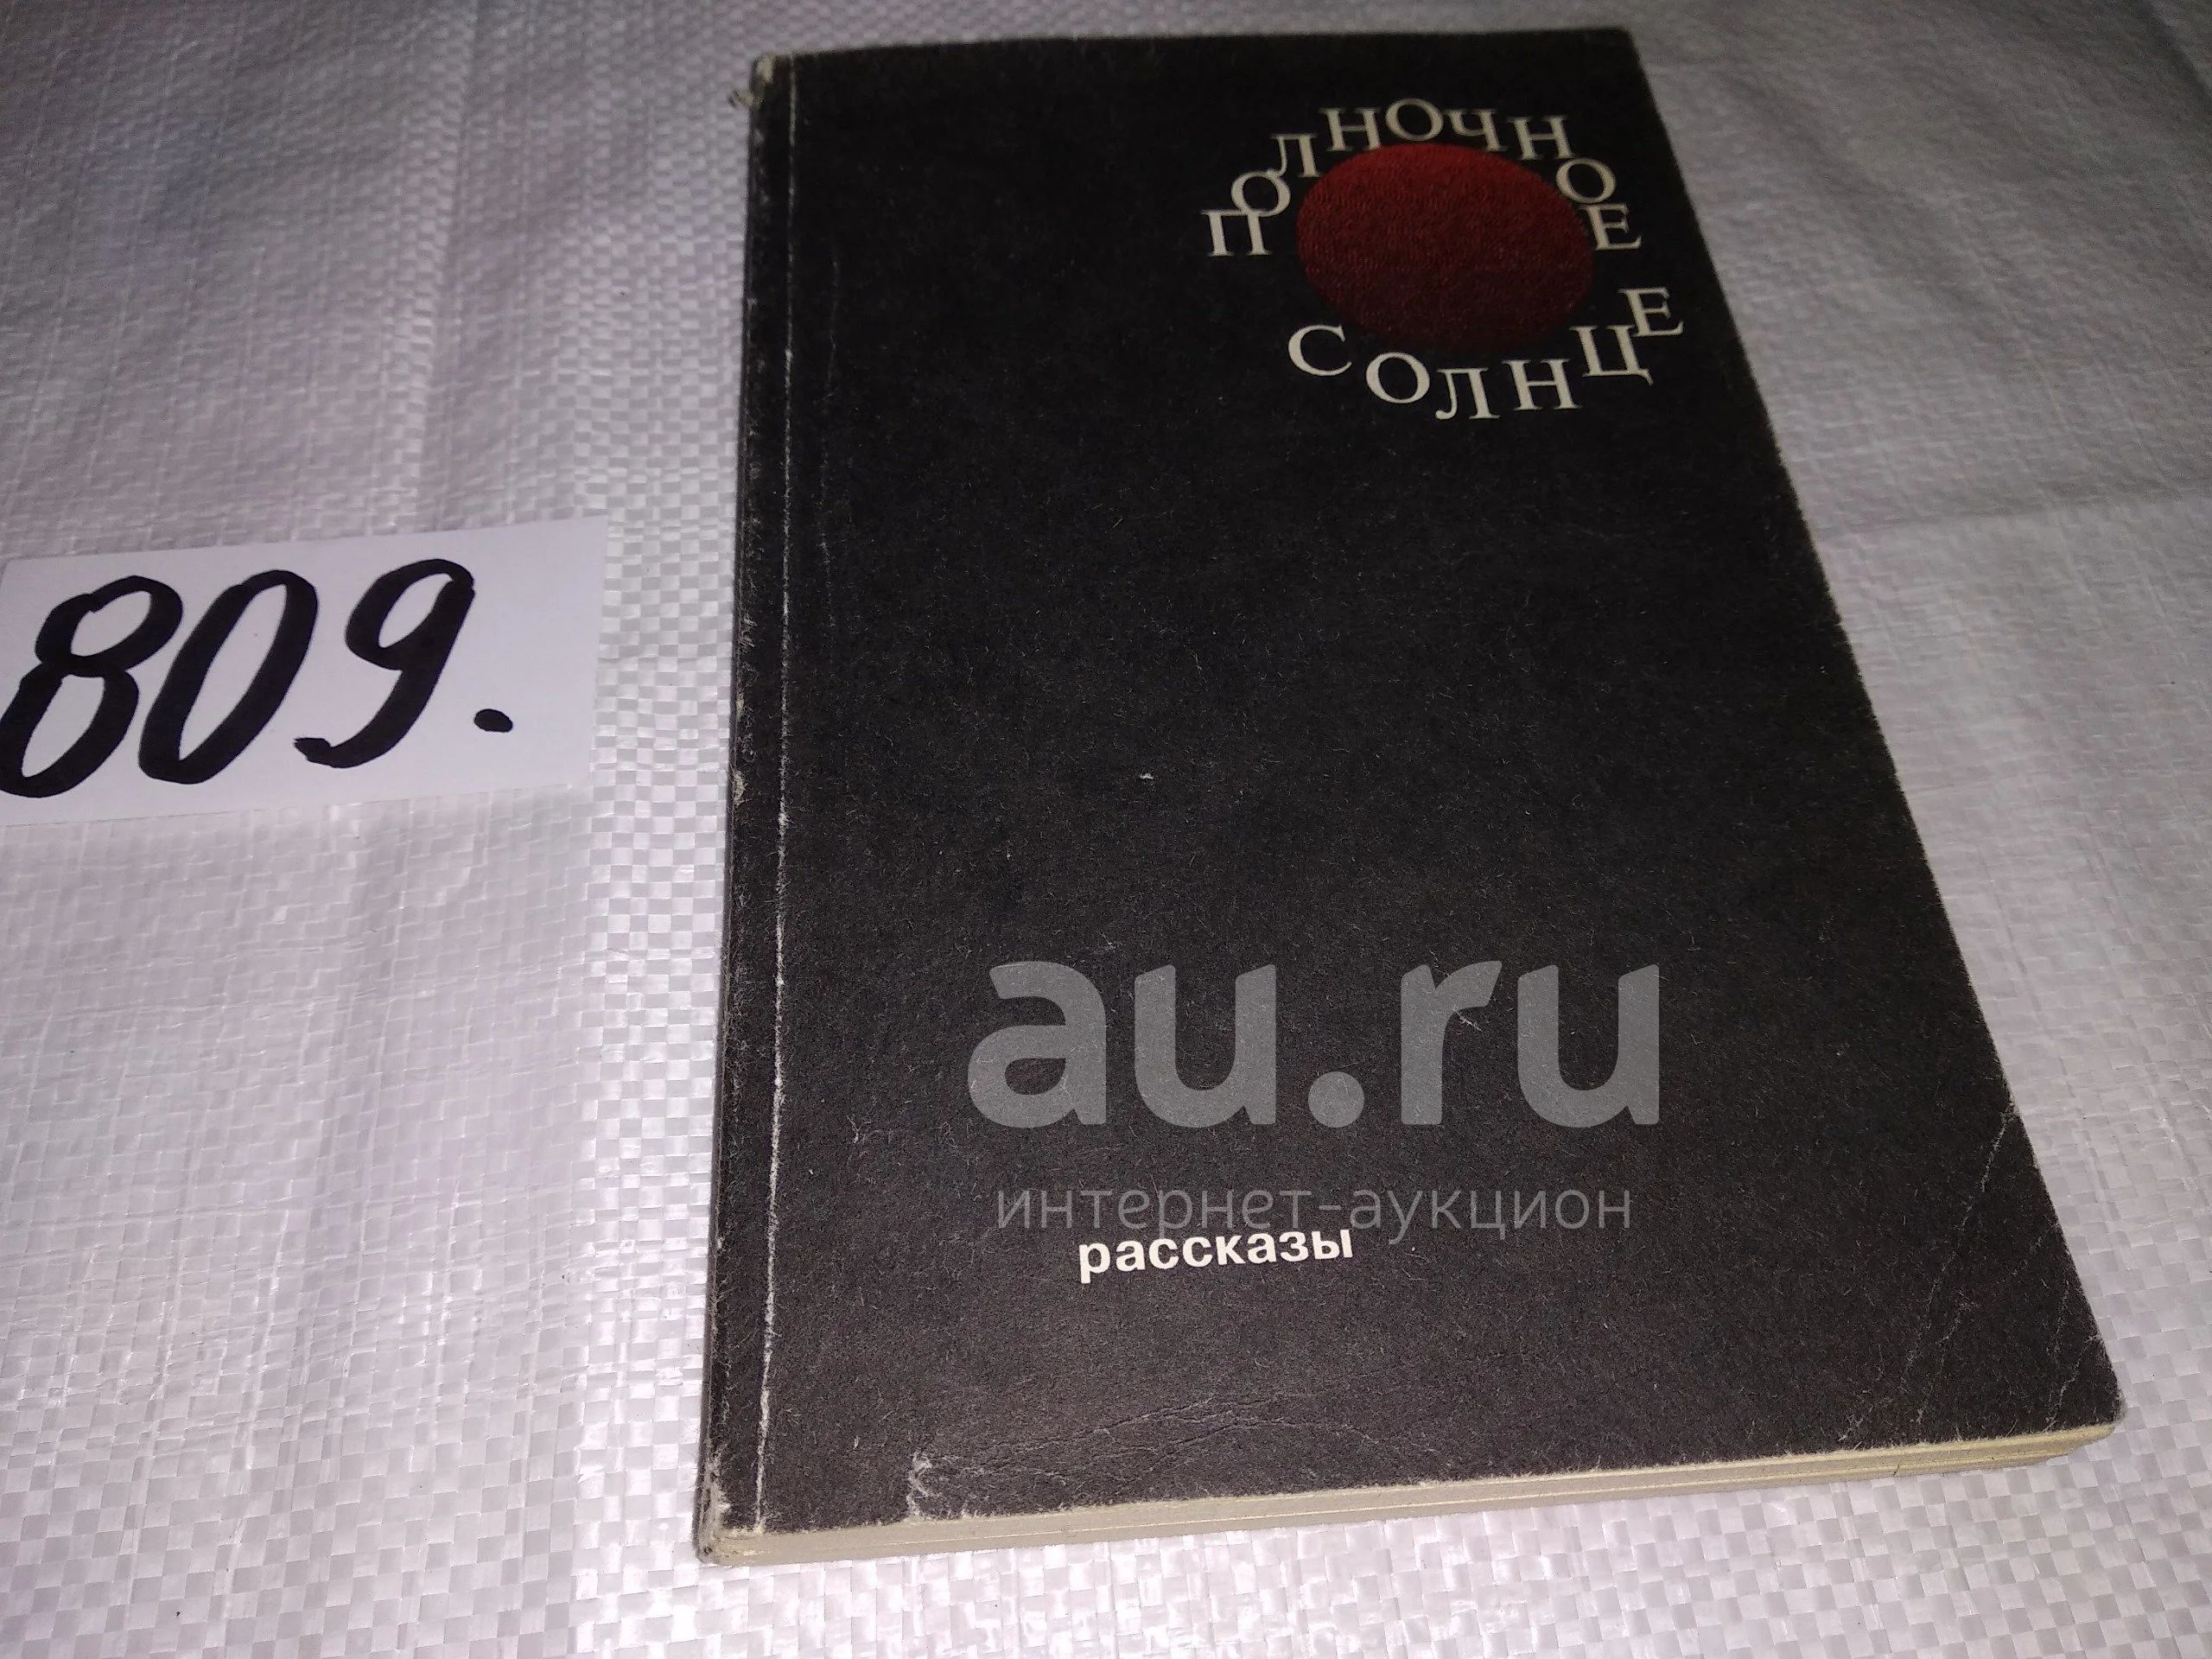 ПОЛНОЧНОЕ
СОЛНЦЕ
809.
au.ru
интернет-аукцион
рассказы